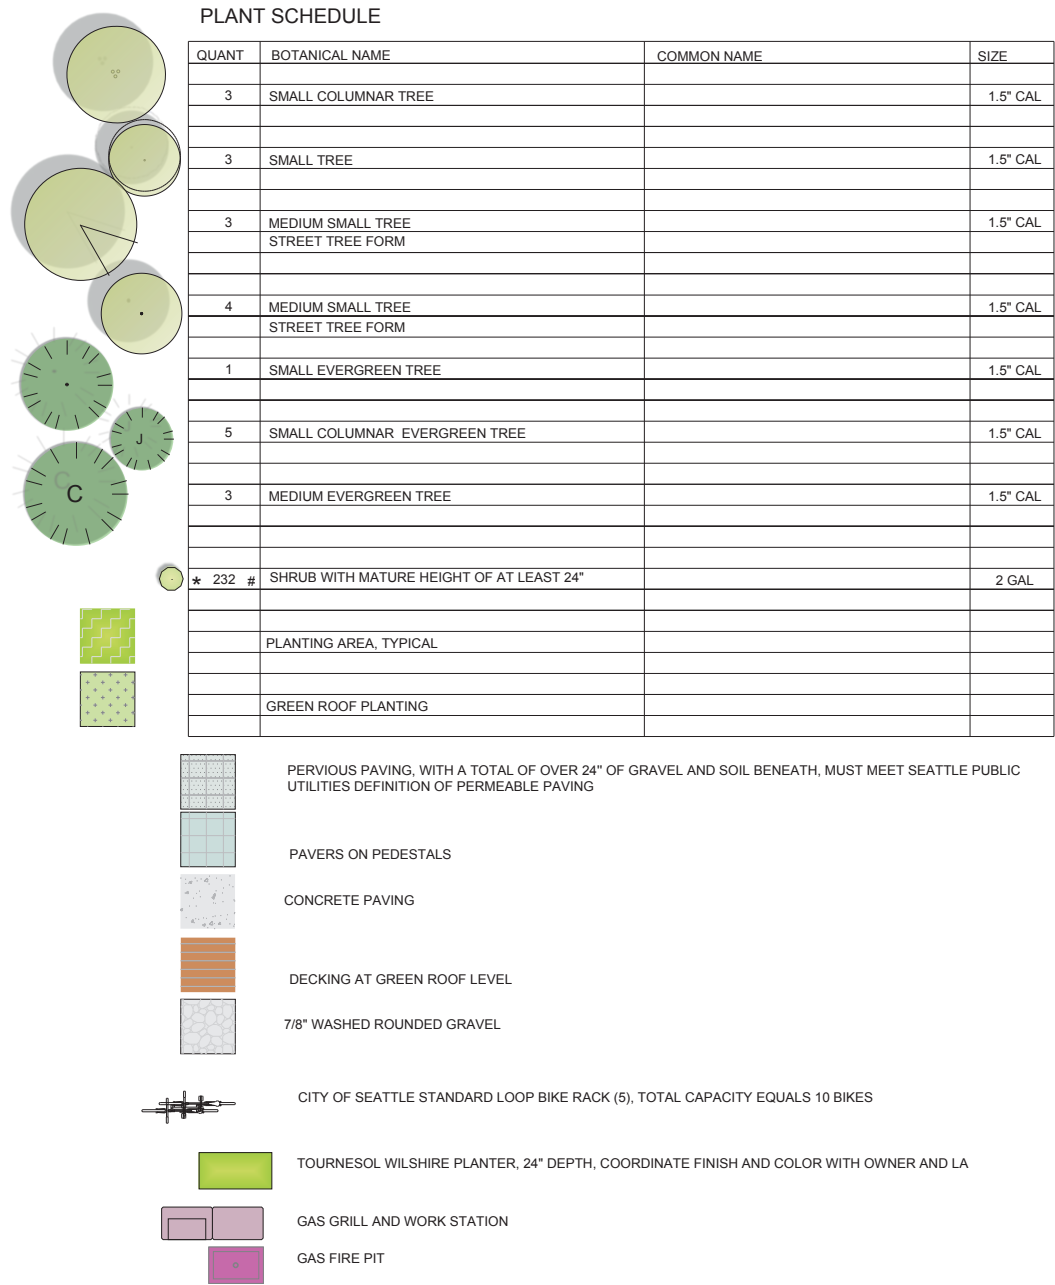 PLANT SCHEDULE
QUANT BOTANICAL NAME COMMON NAME SIZE
3 SMALL COLUMNAR TREE 1.5" CAL
3 SMALL TREE 1.5" CAL
3 MEDIUM SMALL TREE 1.5" CAL
STREET TREE FORM
4 MEDIUM SMALL TREE 1.5" CAL
STREET TREE FORM
1 SMALL EVERGREEN TREE 1.5" CAL
J 5 SMALL COLUMNAR EVERGREEN TREE 1.5" CAL
C 3 MEDIUM EVERGREEN TREE 1.5" CAL
* 232 # SHRUB WITH MATURE HEIGHT OF AT LEAST 24" 2 GAL
PLANTING AREA, TYPICAL
GREEN ROOF PLANTING
PERVIOUS PAVING, WITH A TOTAL OF OVER 24" OF GRAVEL AND SOIL BENEATH, MUST MEET SEATTLE PUBLIC
UTILITIES DEFINITION OF PERMEABLE PAVING
PAVERS ON PEDESTALS
CONCRETE PAVING
DECKING AT GREEN ROOF LEVEL
7/8" WASHED ROUNDED GRAVEL
CITY OF SEATTLE STANDARD LOOP BIKE RACK (5), TOTAL CAPACITY EQUALS 10 BIKES
TOURNESOL WILSHIRE PLANTER, 24" DEPTH, COORDINATE FINISH AND COLOR WITH OWNER AND LA
GAS GRILL AND WORK STATION
GAS FIRE PIT